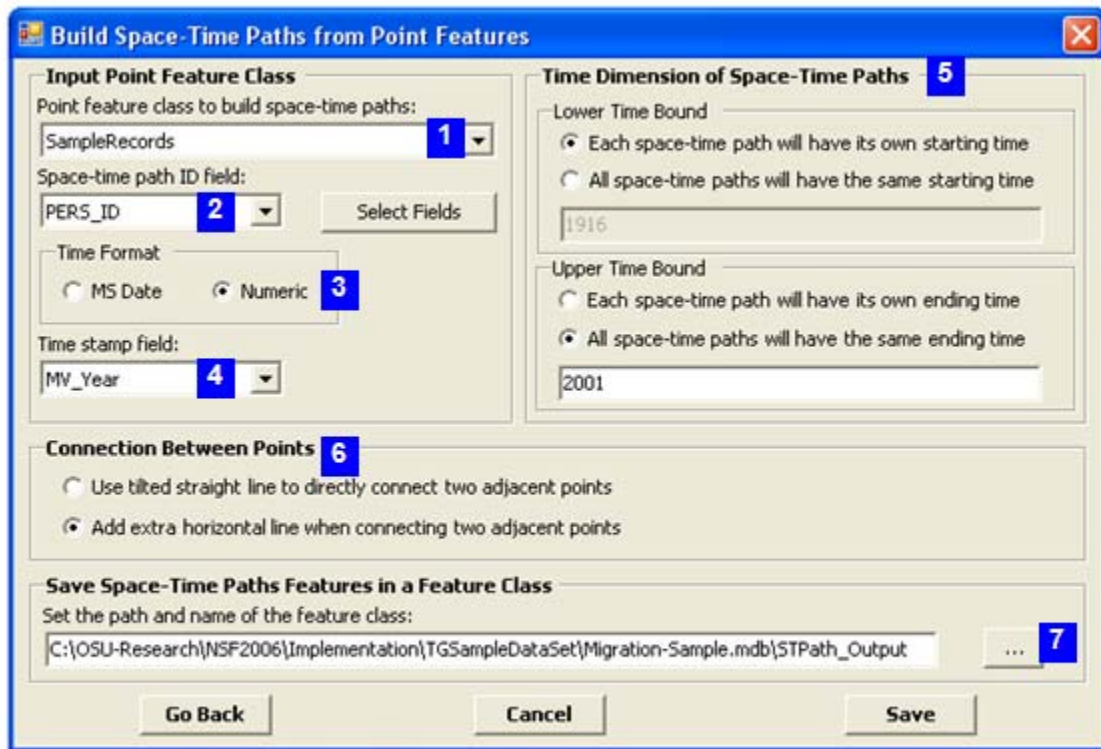 Build Space-Time Paths from Point Features
Input Point Feature Class
Point feature class to build space-time paths:
SampleRecords
1
Space-time path ID field:
PERS_ID
2
Select Fields
Time Format
MS Date
Numeric
3
Time stamp field:
MV_Year
4
Time Dimension of Space-Time Paths
5
Lower Time Bound
Each space-time path will have its own starting time
All space-time paths will have the same starting time
1916
Upper Time Bound
Each space-time path will have its own ending time
All space-time paths will have the same ending time
2001
Connection Between Points
6
Use tilted straight line to directly connect two adjacent points
Add extra horizontal line when connecting two adjacent points
Save Space-Time Paths Features in a Feature Class
Set the path and name of the feature class:
C:\OSU-Research\NSF2006\Implementation\TGSampleDataSet\Migration-Sample.mdb\STPath_Output
...
7
Go Back
Cancel
Save